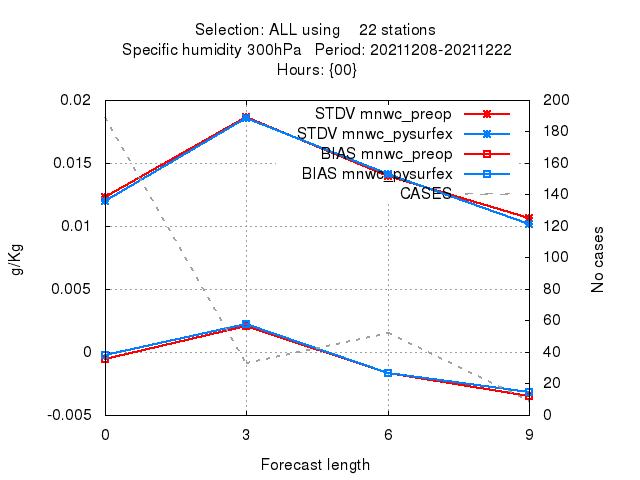 Selection: ALL using    22 stations
Specific humidity 300hPa   Period: 20211208-20211222
Hours: {00}
STDV mnwc_preop
STDV mnwc_pysurfex
BIAS mnwc_preop
BIAS mnwc_pysurfex
CASES
0.02
0.015
0.01
0.005
0
-0.005
g/Kg
200
180
160
140
120
100
80
60
40
20
0
No cases
0 3 6 9
Forecast length